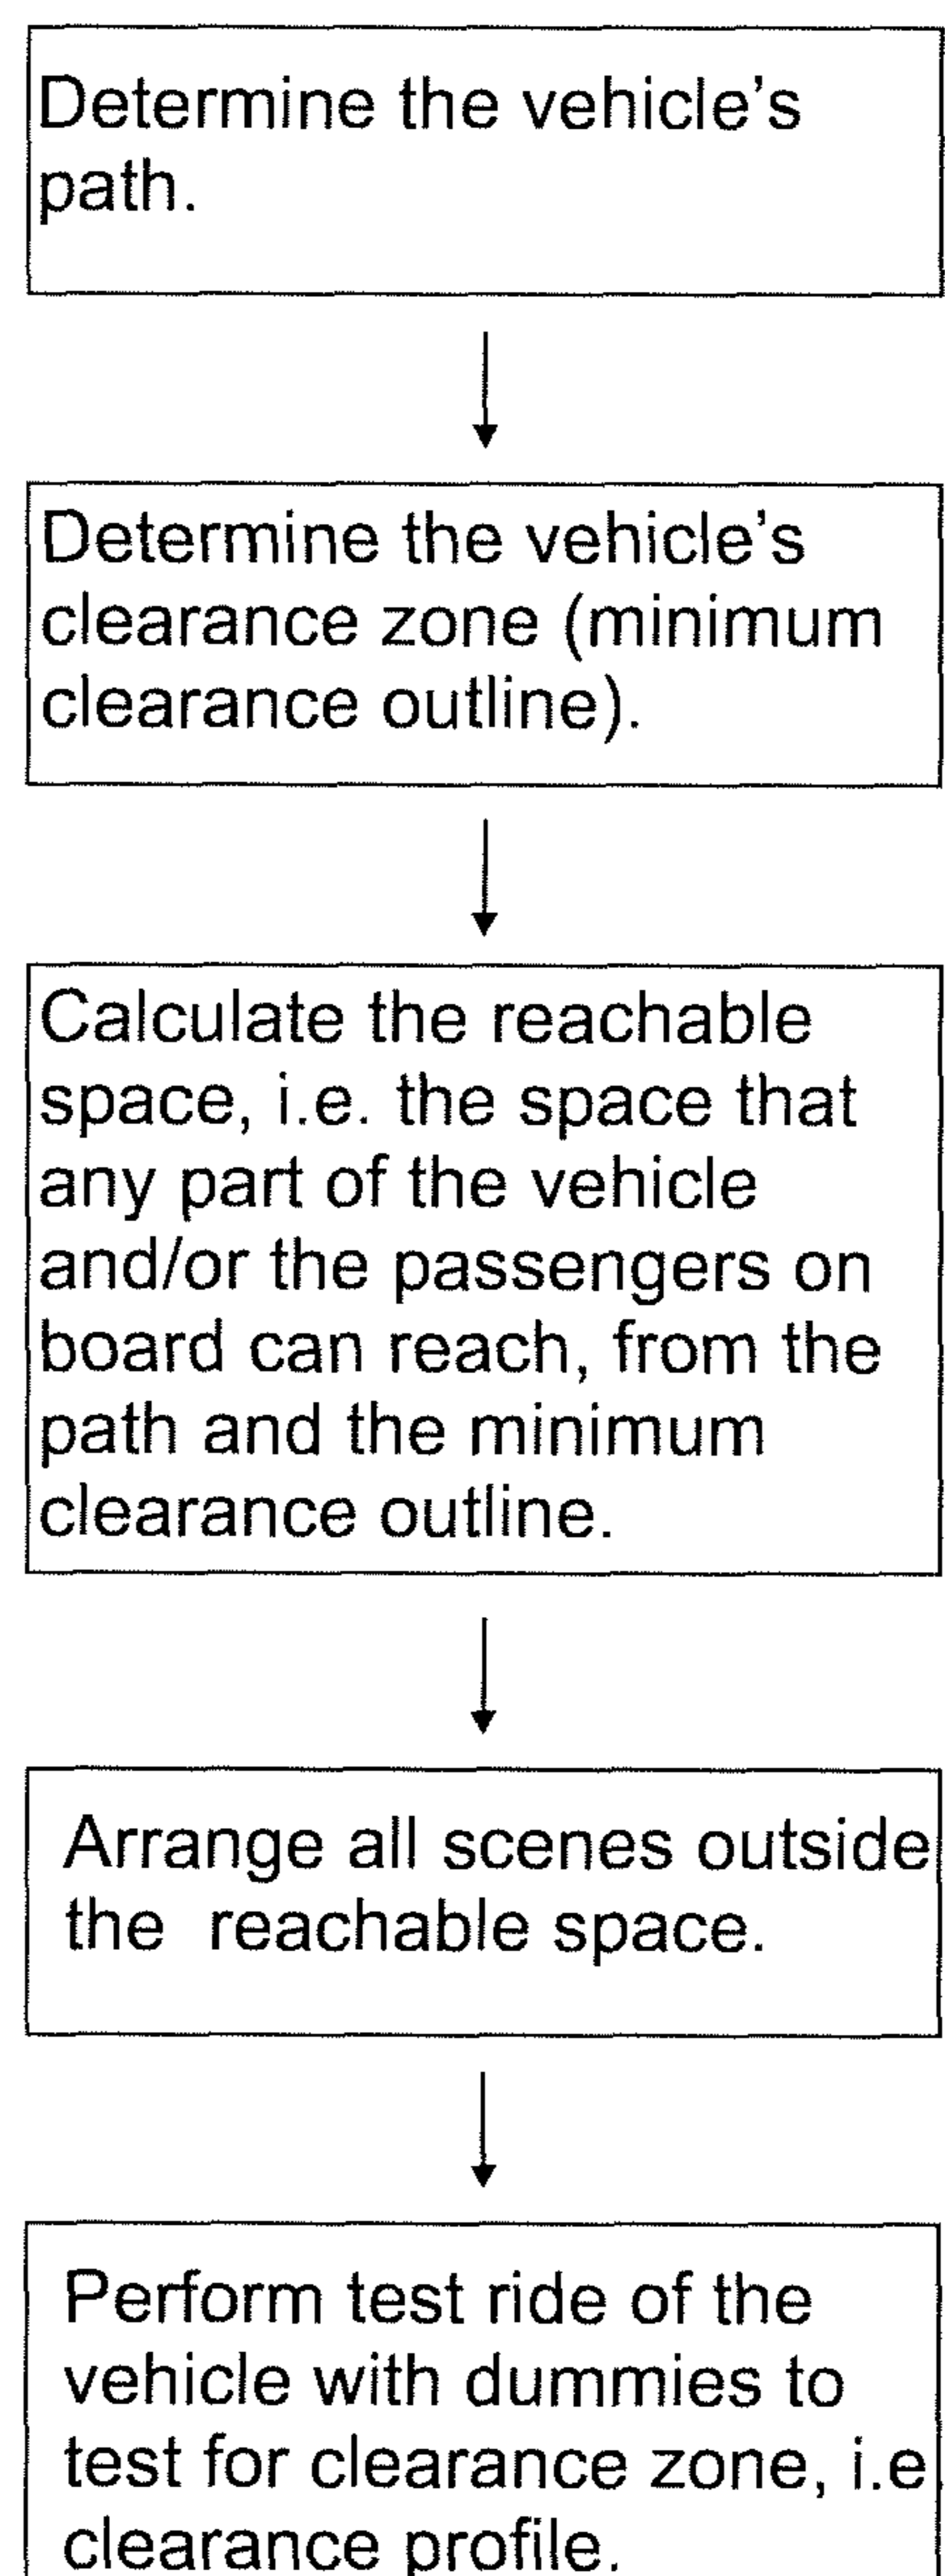 Determine the vehicle's
path.
Determine the vehicle's
clearance zone (minimum
clearance outline).
Calculate the reachable
space, i.e. the space that
any part of the vehicle
and/or the passengers on
board can reach, from the
path and the minimum
clearance outline.
Arrange all scenes outside
the reachable space.
Perform test ride of the
vehicle with dummies to
test for clearance zone, i.e
clearance profile.